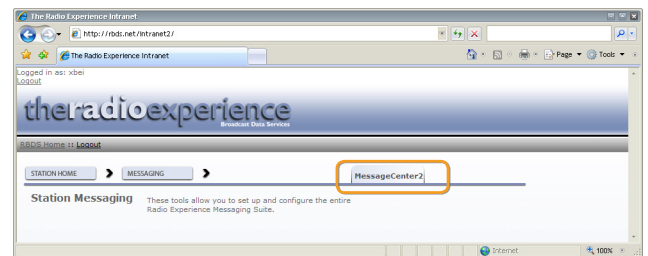 The Radio Experience Intranet
http://rbds.net/intranet2/
The Radio Experience Intranet
Page
Tools
Logged in as: xbei
Logout
theradioexperience
Broadcast Data Services
RBDS Home :: Logout
STATION HOME
MESSAGING
MessageCenter2
Station Messaging
These tools allow you to set up and configure the entire
Radio Experience Messaging Suite.
Internet
100%